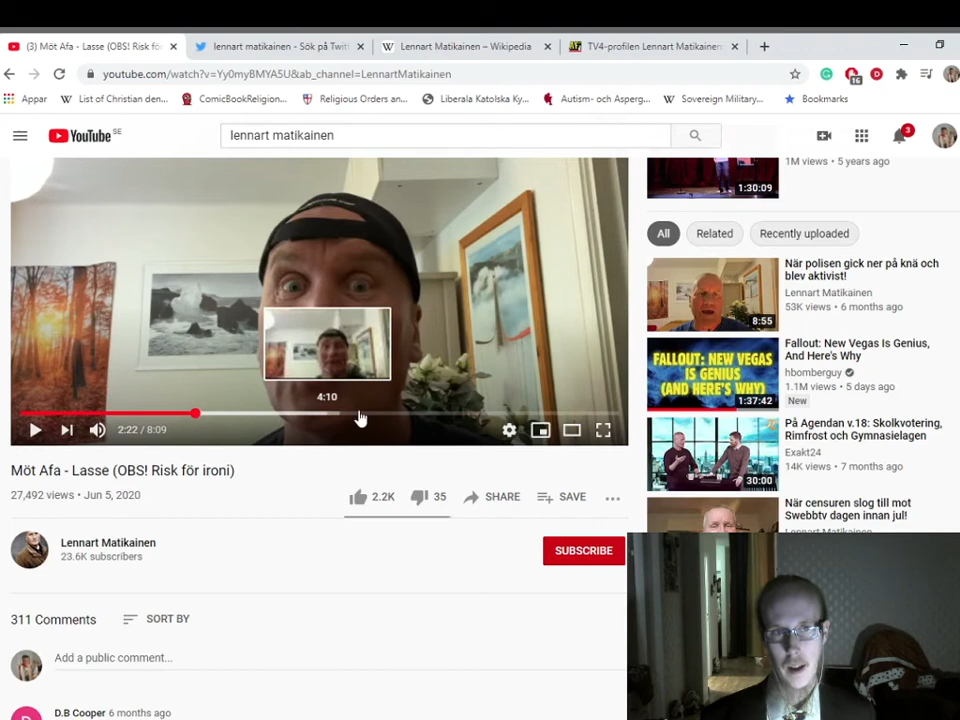 (3) Möt Afa - Lasse (OBS! Risk för
lennart matikainen - Sök på Twitt
Lennart Matikainen – Wikipedia
TV4-profilen Lennart Matikainen
youtube.com/watch?v=Yy0myBMYA5U&ab_channel=LennartMatikainen
16
Appar
List of Christian den...
ComicBookReligion...
Religious Orders an...
Liberala Katolska Ky...
Autism- och Asperg...
Sovereign Military...
Bookmarks
YouTube SE
lennart matikainen
3
1M views • 5 years ago
1:30:09
All
Related
Recently uploaded
När polisen gick ner på knä och
blev aktivist!
Lennart Matikainen
53K views • 6 months ago
8:55
FALLOUT: NEW
VEGAS
IS GENIUS
(AND HERE'S WHY)
1:37:42
Fallout: New Vegas Is Genius,
And Here's Why
hbomberguy
1.1M views • 5 days ago
New
På Agendan v.18: Skolkvotering,
Rimfrost och Gymnasielagen
Exakt24
14K views • 7 months ago
30:00
När censuren slog till mot
Swebbtv dagen innan jul!
Lennart Matikainen
4:10
2:22 / 8:09
Möt Afa - Lasse (OBS! Risk för ironi)
27,492 views • Jun 5, 2020
2.2K
35
SHARE
SAVE
Lennart Matikainen
23.6K subscribers
SUBSCRIBE
311 Comments
SORT BY
Add a public comment...
D
D.B Cooper 6 months ago